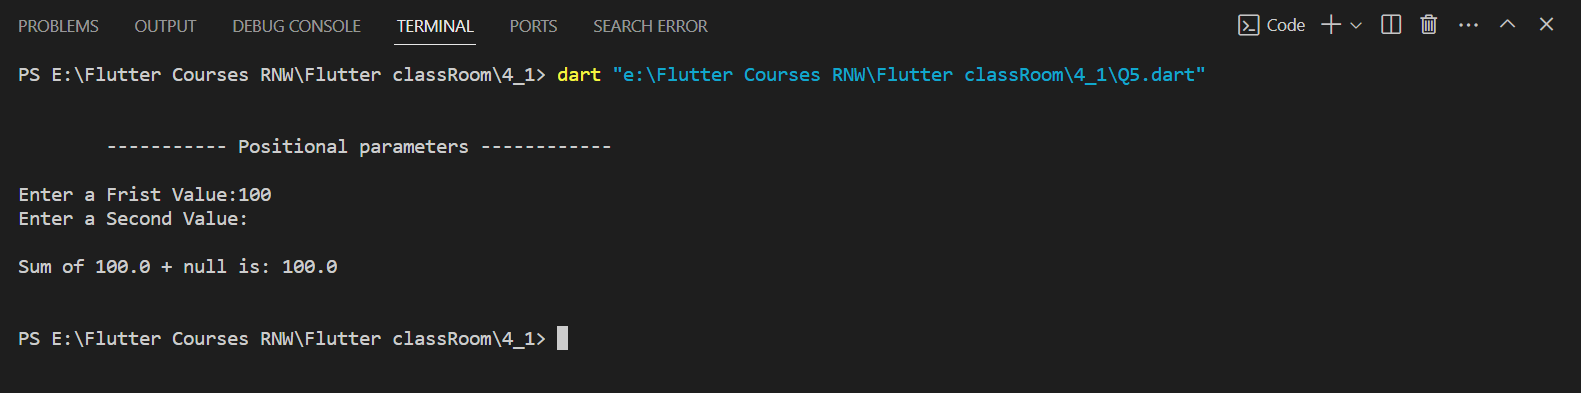 PROBLEMS OUTPUT DEBUG CONSOLE TERMINAL PORTS SEARCH ERROR Code
PS E:\Flutter Courses RNW\Flutter classRoom\4_1> dart "e:\Flutter Courses RNW\Flutter classRoom\4_1\Q5.dart"
----------- Positional parameters ------------
Enter a Frist Value:100
Enter a Second Value:
Sum of 100.0 + null is: 100.0
PS E:\Flutter Courses RNW\Flutter classRoom\4_1>